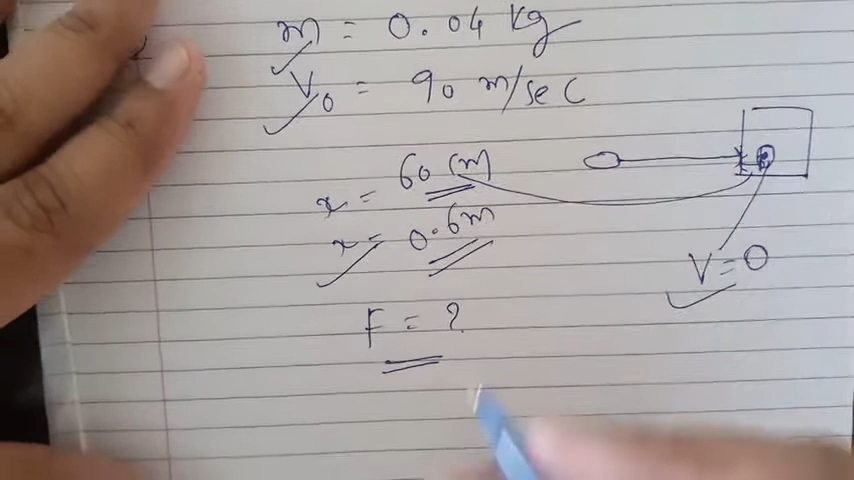 m = 0.04 kg
V0 = 90 m/sec
x = 60 cm
x = 0.6m
V = 0
F = ?